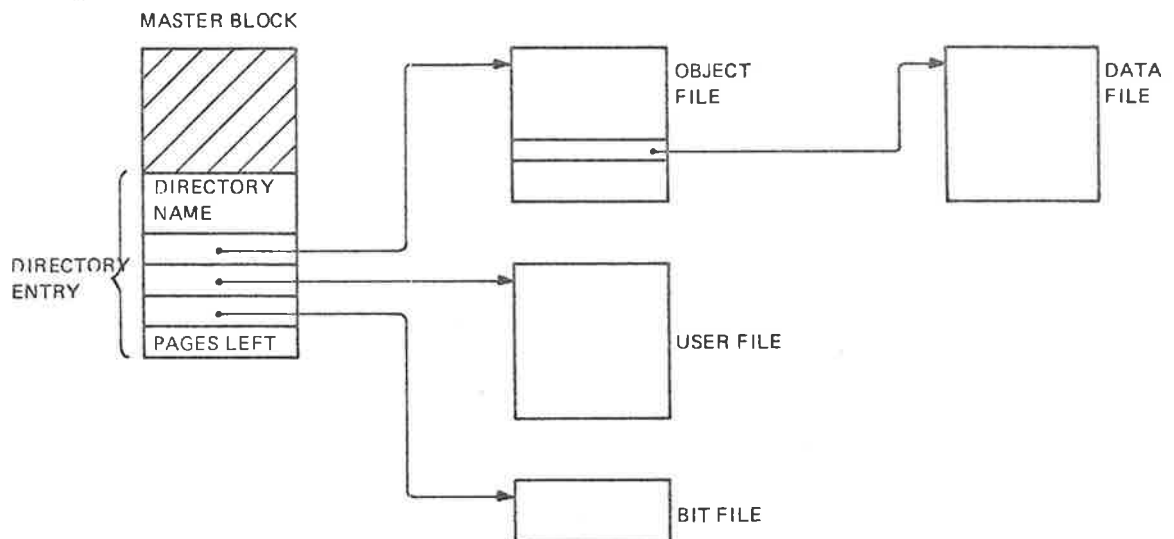 MASTER BLOCK
OBJECT
FILE
DATA
FILE
DIRECTORY
NAME
DIRECTORY
ENTRY
USER FILE
PAGES LEFT
BIT FILE